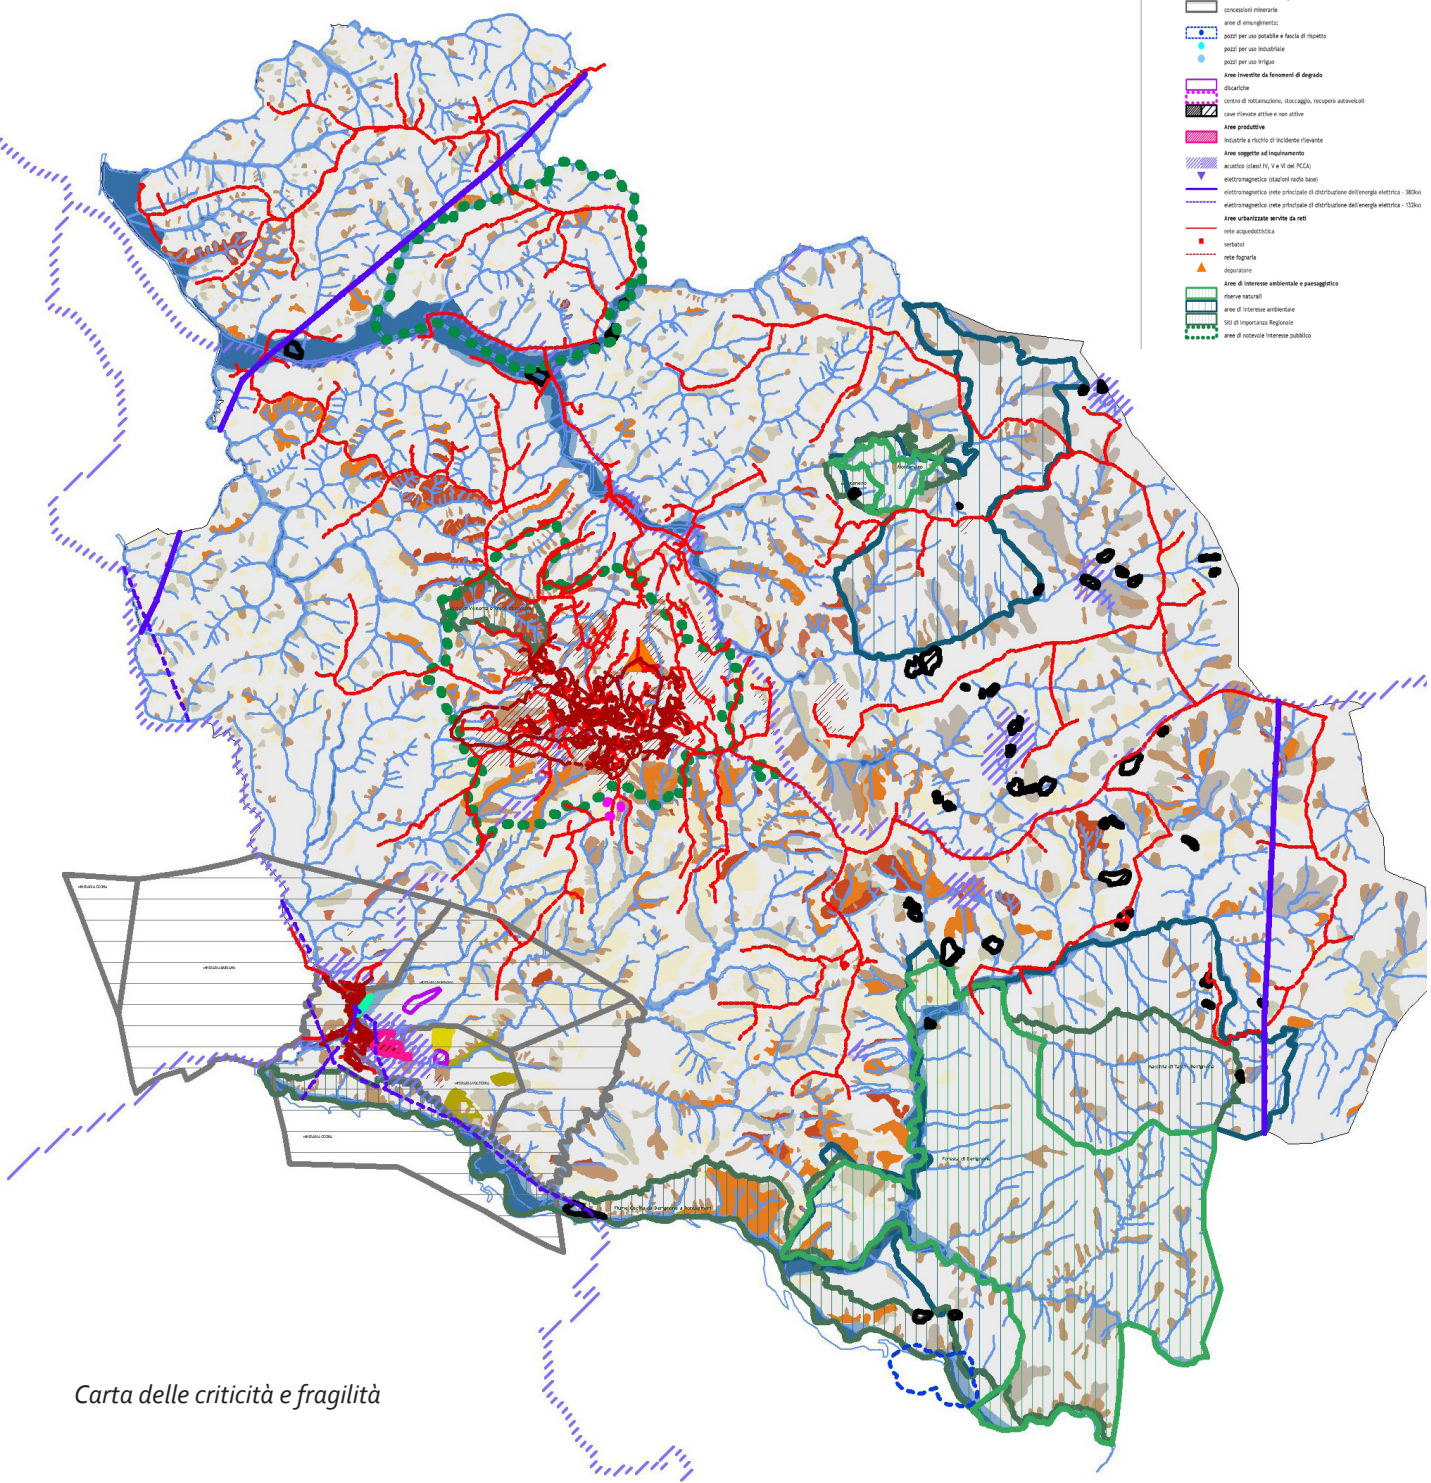 concessioni minerarie
aree di emungimento:
pozzi per uso potabile e fascia di rispetto
pozzi per uso industriale
pozzi per uso irriguo
Aree investite da fenomeni di degrado
discariche
centro di rottamazione, stoccaggio, recupero autoveicoli
cave rilevate attive e non attive
Aree produttive
industrie a rischio di incidente rilevante
Aree soggette ad inquinamento
acustico (classi IV, V e VI del PCCA)
elettromagnetico (stazioni radio base)
elettromagnetico (rete principale di distribuzione dell'energia elettrica - 380kv)
elettromagnetico (rete principale di distribuzione dell'energia elettrica - 132kv)
Aree urbanizzate servite da reti
rete acquedottistica
serbatoi
rete fognaria
depuratore
Aree di interesse ambientale e paesaggistico
riserve naturali
aree di interesse ambientale
Siti di Importanza Regionale
aree di notevole interesse pubblico
Foresta di Berignone
Carta delle criticità e fragilità